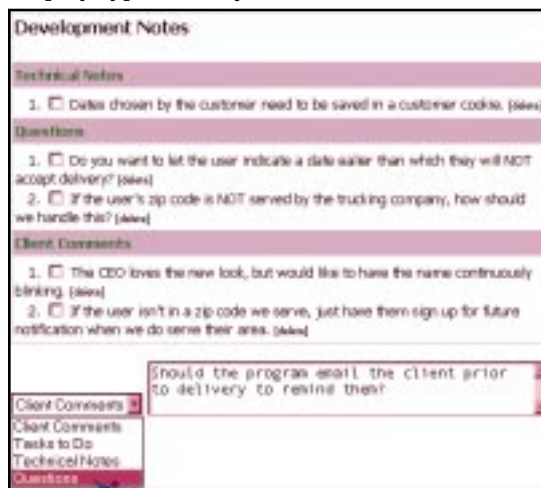 Development Notes
Technical Notes
1. Dates chosen by the customer need to be saved in a customer cookie. [delete]
Questions
1. Do you want to let the user indicate a date ealier than which they will NOT
accept delivery? [delete]
2. If the user's zip code is NOT served by the trucking company, how should
we handle this? [delete]
Client Comments
1. The CEO loves the new look, but would like to have the name continuously
blinking. [delete]
2. If the user isn't in a zip code we serve, just have them sign up for future
notification when we do serve their area. [delete]
Should the program email the client prior
to delivery to remind them?
Client Comments
Client Comments
Tasks to Do
Technical Notes
Questions